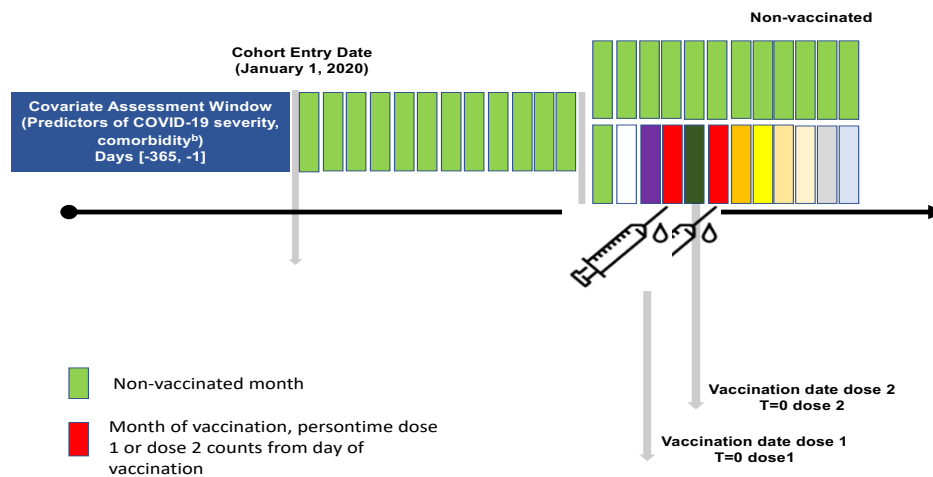 Non-vaccinated
Cohort Entry Date
(January 1, 2020)
Covariate Assessment Window
(Predictors of COVID-19 severity,
comorbidityᵇ)
Days [-365, -1]
Non-vaccinated month
Month of vaccination, persontime dose
1 or dose 2 counts from day of
vaccination
Vaccination date dose 2
T=0 dose 2
Vaccination date dose 1
T=0 dose1